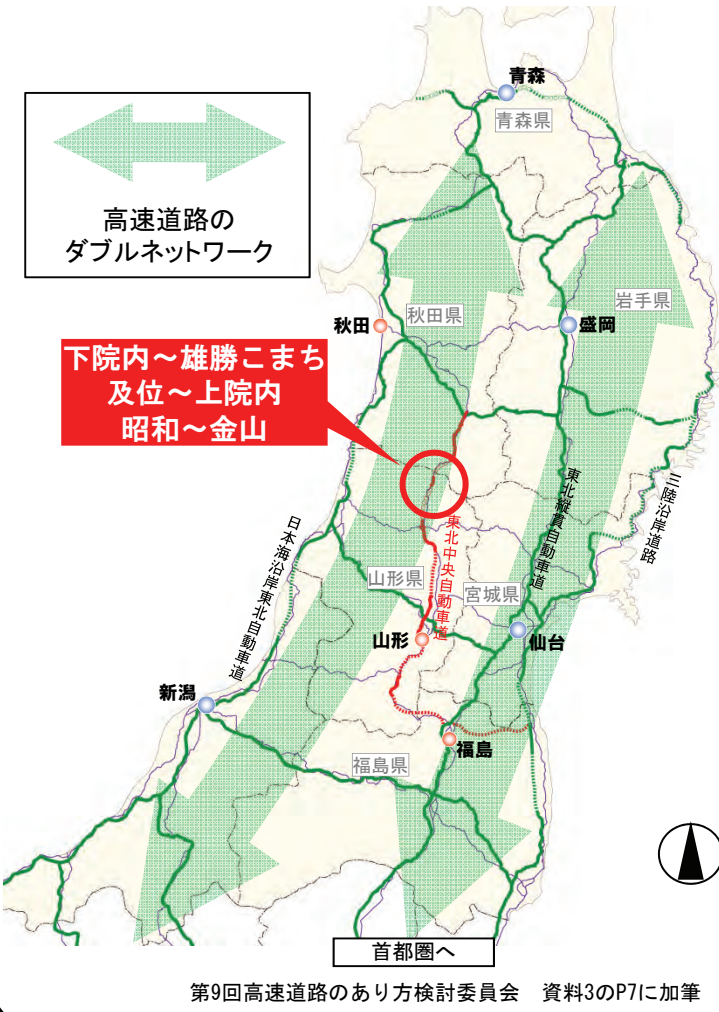 青森
青森県
高速道路の
ダブルネットワーク
岩手県
秋田県
秋田
盛岡
下院内～雄勝こまち
及位～上院内
昭和～金山
東北縦貫自動車道
三陸沿岸道路
日本海沿岸東北自動車道
東北中央自動車道
山形県
宮城県
山形
仙台
新潟
福島
福島県
首都圏へ
第9回高速道路のあり方検討委員会　資料3のP7に加筆